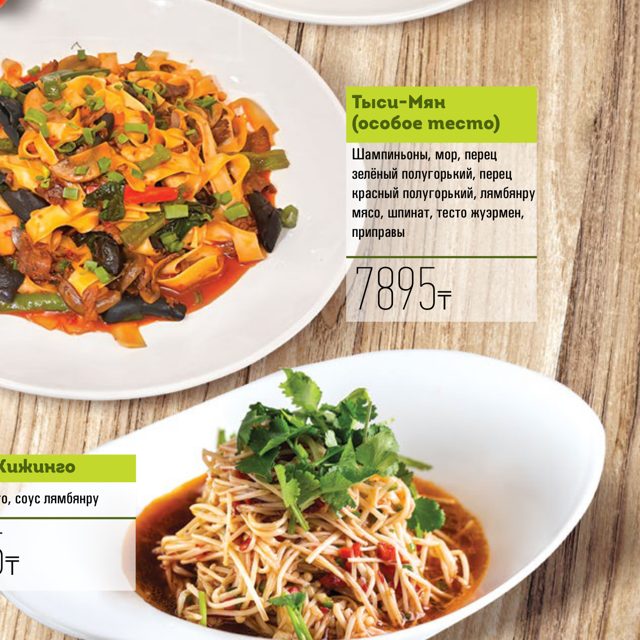 Тыси-Мян
(особое тесто)
Шампиньоны, мор, перец
зелёный полугорький, перец
красный полугорький, лямбянру
мясо, шпинат, тесто жуэрмен,
приправы
7895₸
соус лямбянру
₸